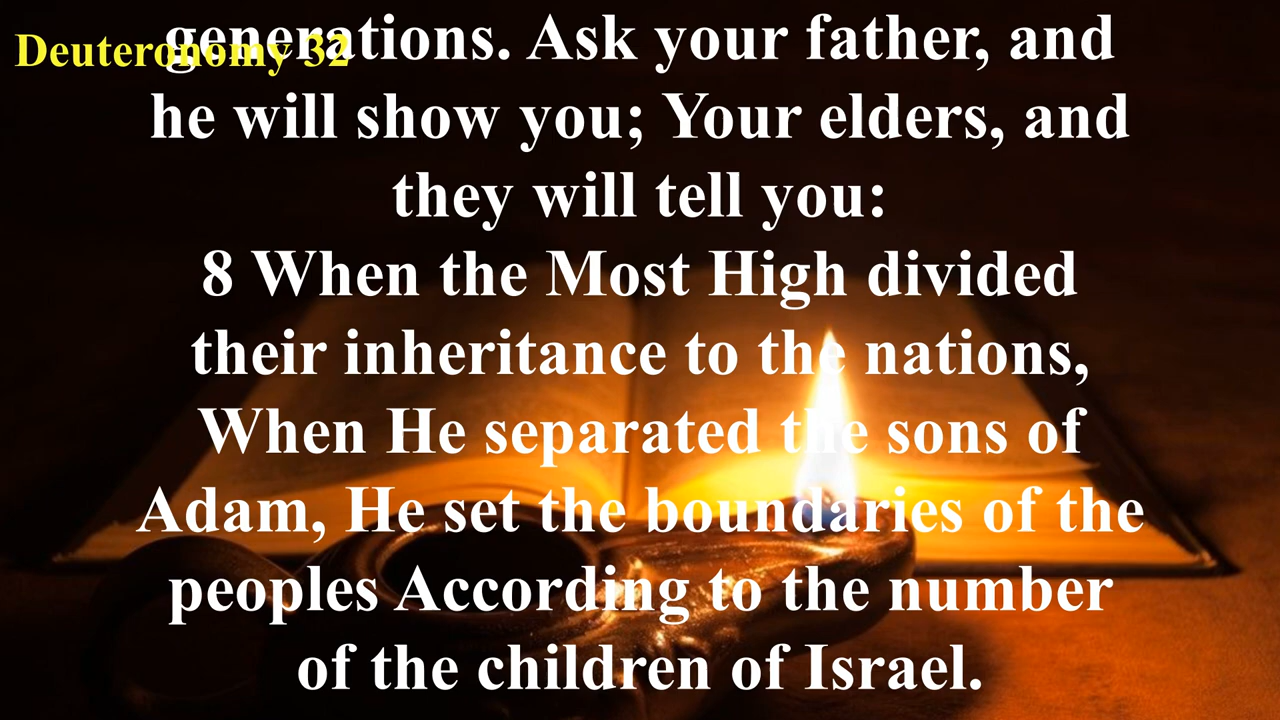 Deuteronomy 32
generations. Ask your father, and
he will show you; Your elders, and
they will tell you:
8 When the Most High divided
their inheritance to the nations,
When He separated the sons of
Adam, He set the boundaries of the
peoples According to the number
of the children of Israel.